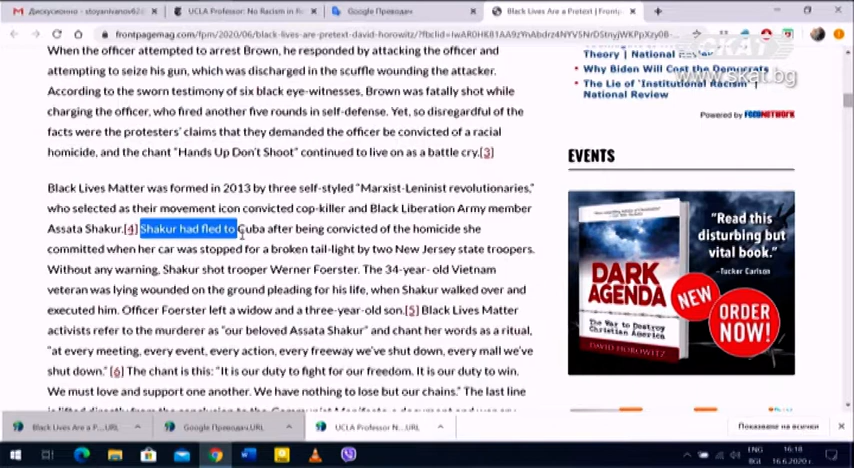 Дискусионно - stoyanivanov62@
UCLA Professor: No Racism in R
Google Преводач
Black Lives Are a Pretext | Frontp
frontpagemag.com/fpm/2020/06/black-lives-are-pretext-david-horowitz/?fbclid=
SKAT
www.skat.bg
When the officer attempted to arrest Brown, he responded by attacking the officer and
attempting to seize his gun, which was discharged in the scuffle wounding the attacker.
According to the sworn testimony of six black eye-witnesses, Brown was fatally shot while
charging the officer, who fired another five rounds in self-defense. Yet, so disregardful of the
facts were the protesters' claims that they demanded the officer be convicted of a racial
homicide, and the chant "Hands Up Don't Shoot" continued to live on as a battle cry.[3]
Black Lives Matter was formed in 2013 by three self-styled "Marxist-Leninist revolutionaries,"
who selected as their movement icon convicted cop-killer and Black Liberation Army member
Assata Shakur.[4] Shakur had fled to Cuba after being convicted of the homicide she
committed when her car was stopped for a broken tail-light by two New Jersey state troopers.
Without any warning, Shakur shot trooper Werner Foerster. The 34-year- old Vietnam
veteran was lying wounded on the ground pleading for his life, when Shakur walked over and
executed him. Officer Foerster left a widow and a three-year-old son.[5] Black Lives Matter
activists refer to the murderer as "our beloved Assata Shakur" and chant her words as a ritual,
"at every meeting, every event, every action, every freeway we've shut down, every mall we've
shut down." [6] The chant is this: "It is our duty to fight for our freedom. It is our duty to win.
We must love and support one another. We have nothing to lose but our chains." The last line
Theory | National Review
Why Biden Will Cost the Democrats
The Lie of 'Institutional Racism' |
National Review
Powered by
EVENTS
"Read this
disturbing but
vital book."
-Tucker Carlson
DARK
AGENDA
The War to Destroy
Christian America
DAVID HOROWITZ
NEW
ORDER
NOW!
Black Lives Are a P....URL
Google Преводач.URL
UCLA Professor N....URL
Показване на всички
ENG
BGL
16:18
16.6.2020 г.